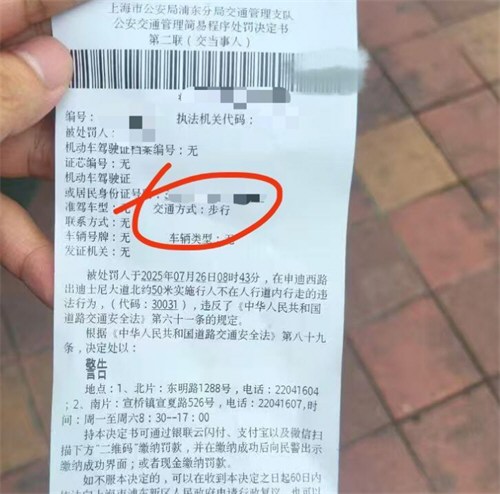 上海市公安局浦东分局交通管理支队
公安交通管理简易程序处罚决定书
第二联（交当事人）
编号：
执法机关代码：
被处罚人：
机动车驾驶证档案编号：无
证芯编号：无
机动车驾驶证
或居民身份证号
准驾车型：无 交通方式：步行
联系方式：无
车辆号牌：无 车辆类型：无
发证机关：无
被处罚人于2025年07月26日08时43分，在申迪西路
出迪士尼大道北约50米实施行人不在人行道内行走的违
法行为，（代码：30031），违反了《中华人民共和国
道路交通安全法》第六十一条的规定。
根据《中华人民共和国道路交通安全法》第八十九
条，决定处以：
警告
地点：1、北片：东明路1288号，电话：22041604
；2、南片：宣桥镇宣夏路526号，电话：22042701，
时间：周一至周六8：30--17：00
持本决定书可通过银联云闪付、支付宝以及微信扫
描下方"二维码"缴纳罚款，并在缴纳成功后向民警出示
缴纳成功界面；或者现金缴纳罚款。
如不服本决定的，可以在收到本决定之日起60日内